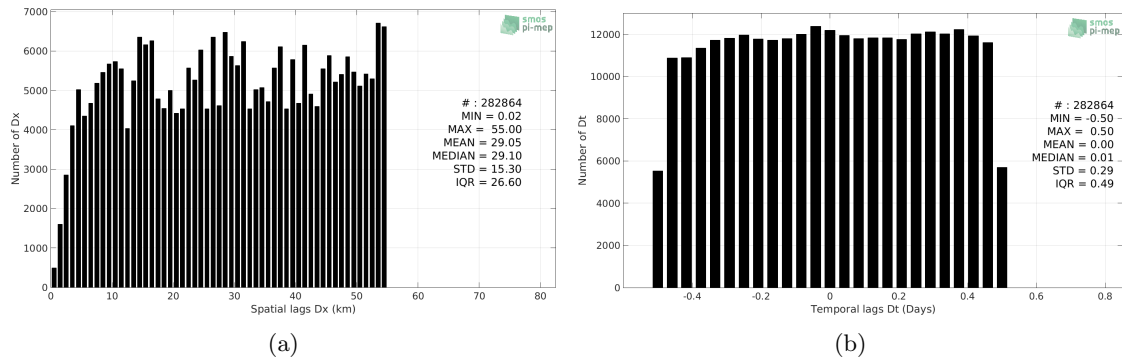 7000
6000
5000
4000
3000
2000
1000
0
Number of Dx
0 10 20 30 40 50 60 70 80
Spatial lags Dx (km)
smos
pi-mep
# : 282864
MIN = 0.02
MAX = 55.00
MEAN = 29.05
MEDIAN = 29.10
STD = 15.30
IQR = 26.60
(a)
12000
10000
8000
6000
4000
2000
0
Number of Dt
-0.4 -0.2 0 0.2 0.4 0.6 0.8
Temporal lags Dt (Days)
smos
pi-mep
# : 282864
MIN = -0.50
MAX = 0.50
MEAN = 0.00
MEDIAN = 0.01
STD = 0.29
IQR = 0.49
(b)